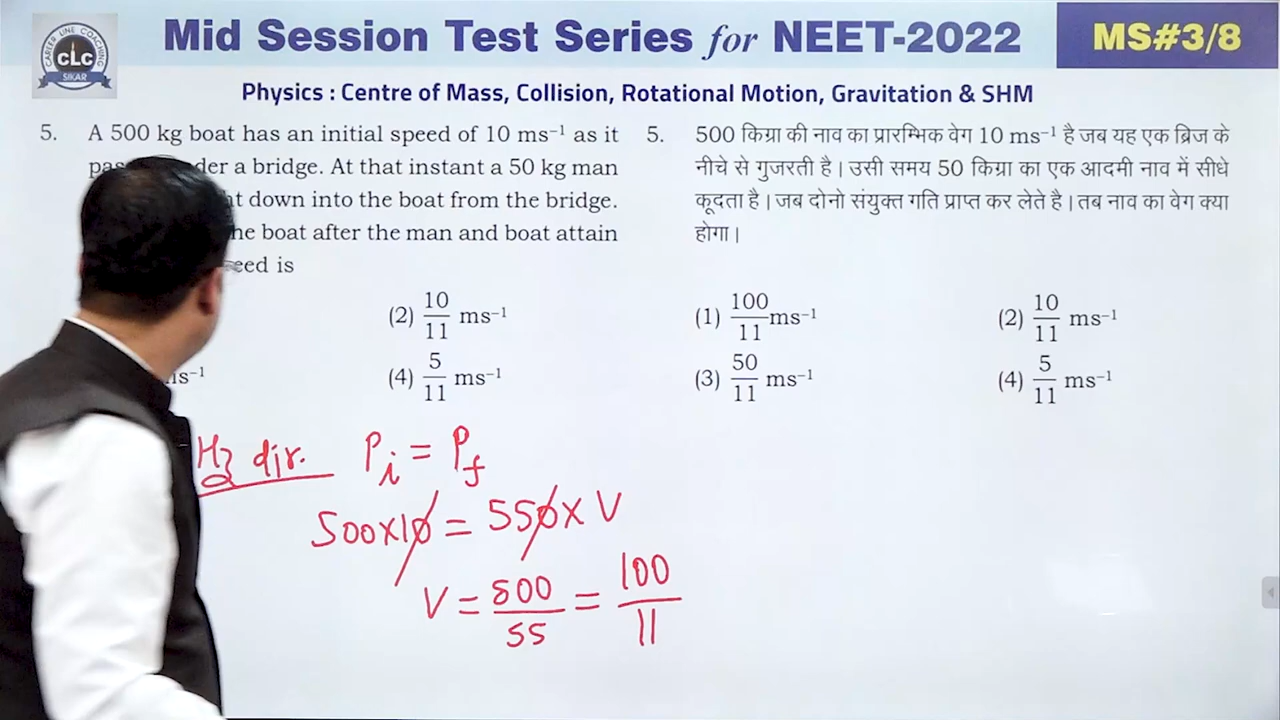 Mid Session Test Series for NEET-2022
MS#3/8
CAREER LINE COACHING
CLC
SIKAR
Physics : Centre of Mass, Collision, Rotational Motion, Gravitation & SHM
5. A 500 kg boat has an initial speed of 10 ms⁻¹ as it
a bridge. At that instant a 50 kg man
down into the boat from the bridge.
boat after the man and boat attain
is
(2) 10/11 ms⁻¹
(4) 5/11 ms⁻¹
5. 500 किग्रा की नाव का प्रारम्भिक वेग 10 ms⁻¹ है जब यह एक ब्रिज के
नीचे से गुजरती है। उसी समय 50 किग्रा का एक आदमी नाव में सीधे
कूदता है। जब दोनो संयुक्त गति प्राप्त कर लेते है। तब नाव का वेग क्या
होगा।
(1) 100/11 ms⁻¹ (2) 10/11 ms⁻¹
(3) 50/11 ms⁻¹ (4) 5/11 ms⁻¹
Hz dir. Pi = Pf
500×10 = 550× V
V = 500/55 = 100/11